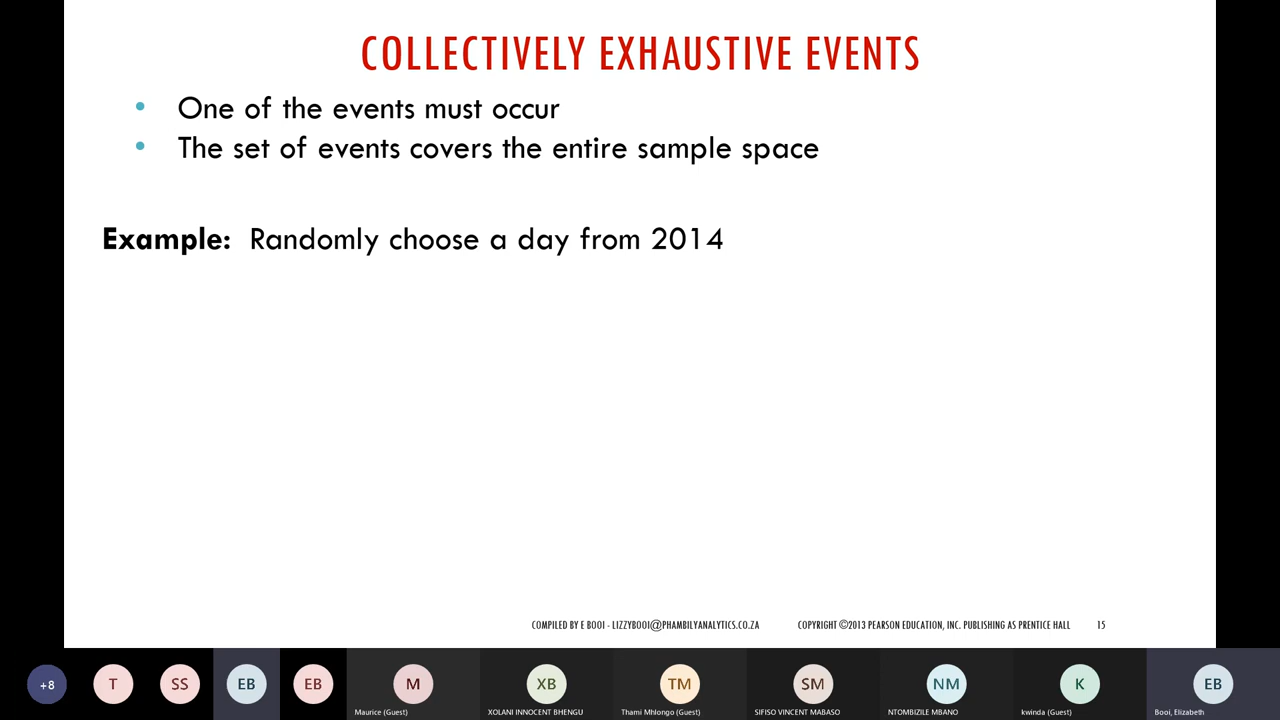 COLLECTIVELY EXHAUSTIVE EVENTS
• One of the events must occur
• The set of events covers the entire sample space
Example: Randomly choose a day from 2014
COMPILED BY E BOOI - LIZZYBOOI@PHAMBILYANALYTICS.CO.ZA COPYRIGHT ©2013 PEARSON EDUCATION, INC. PUBLISHING AS PRENTICE HALL 15
+8 T SS EB EB M XB TM SM NM K EB
Maurice (Guest) XOLANI INNOCENT BHENGU Thami Mhlongo (Guest) SIFISO VINCENT MABASO NTOMBIZILE MBANO kwinda (Guest) Booi, Elizabeth